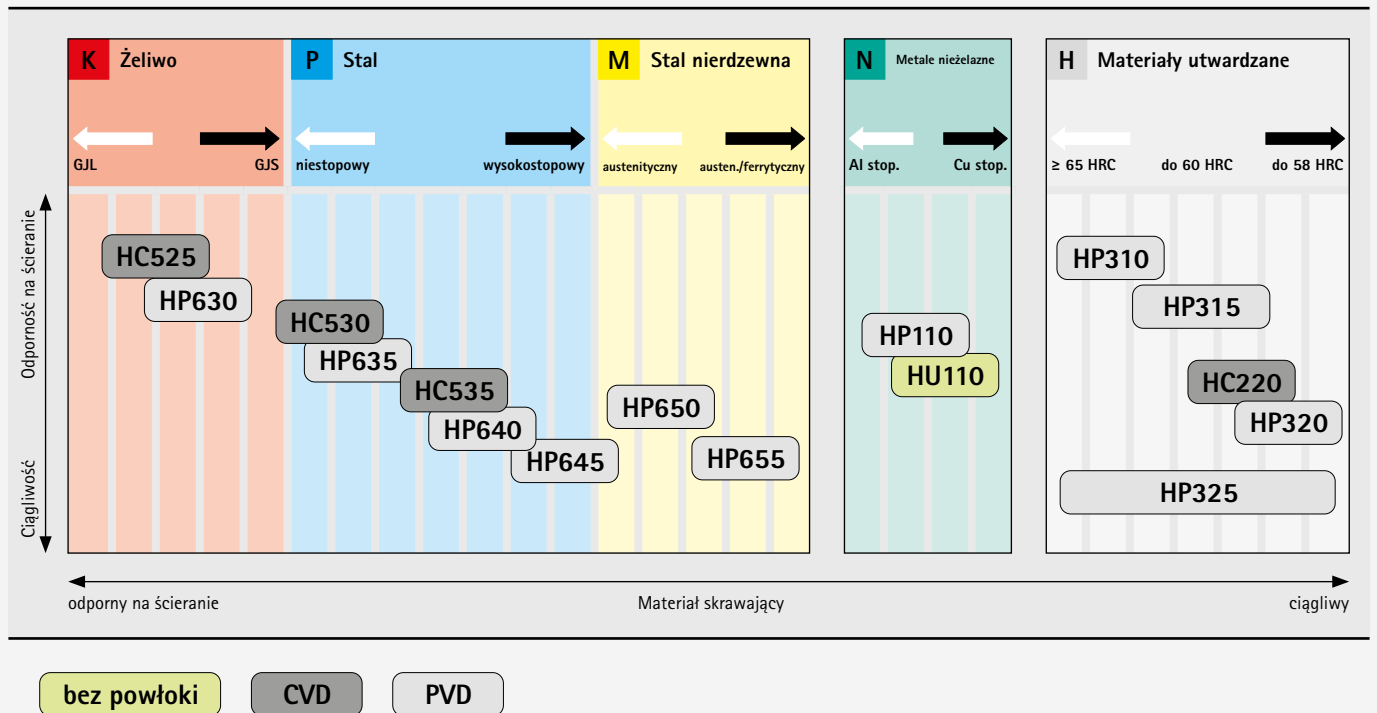 K Żeliwo
P Stal
M Stal nierdzewna
N Metale nieżelazne
H Materiały utwardzane
GJL GJS
niestopowy wysokostopowy
austenityczny austen./ferrytyczny
Al stop. Cu stop.
≥ 65 HRC do 60 HRC do 58 HRC
Odporność na ścieranie
Ciągliwość
HC525
HP630
HC530
HP635
HC535
HP640
HP645
HP650
HP655
HP110
HU110
HP310
HP315
HC220
HP320
HP325
odporny na ścieranie Materiał skrawający ciągliwy
bez powłoki CVD PVD